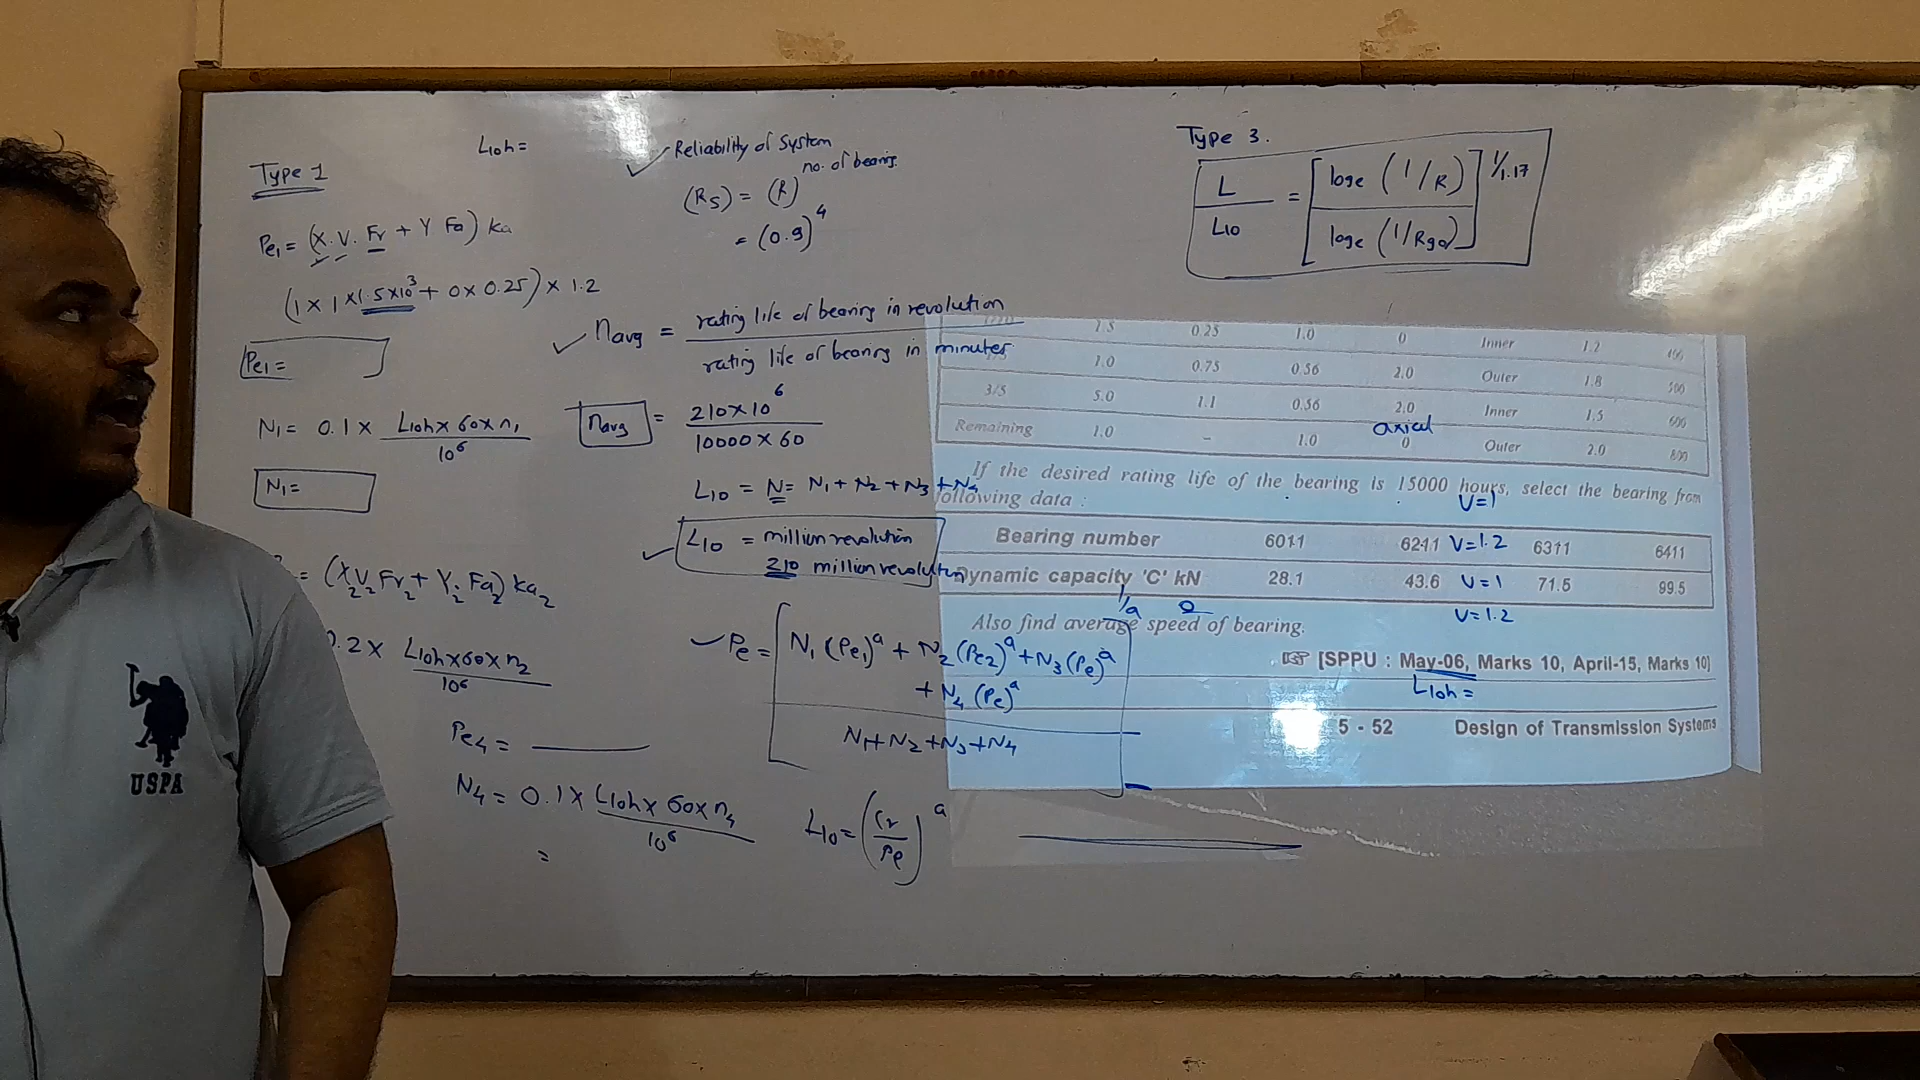 Type 1
L10h =
Pe1 = (X. V. Fr + Y Fa) ka
(1 x 1 x 1.5 x10³ + 0 x 0.25) x 1.2
Pe1 =
N1 = 0.1 x L10h x 60 x n1
10⁶
N1 =
= (X2 V2 Fr2 + Y2 Fa2) ka2
.2 x L10h x 60 x n2
10⁶
Pe4 =
N4 = 0.1 x L10h x 60 x n4
10⁶
=
✓ Reliability of System
no. of bearing
(Rs) = (R)
= (0.9)⁴
✓ navg = rating life of bearing in revolution
rating life of bearing in minutes
navg = 210 x 10⁶
10000 x 60
L10 = N = N1 + N2 + N3 + N4
✓ L10 = million revolution
210 million revolution
✓ Pe = [N1 (Pe1)ᵃ + N2 (Pe2)ᵃ + N3 (Pe)ᵃ
+ N4 (Pe)ᵃ
N1 + N2 + N3 + N4
1/a
L10 = (Cr / Pe)ᵃ
Type 3.
L / L10 = [loge (1/R) / loge (1/R90)] 1/1.17
1.5 0.25 1.0 0 Inner 1.2 400
1.0 0.75 0.56 2.0 Outer 1.8 500
3/5 5.0 1.1 0.56 2.0 Inner 1.5 600
axial
Remaining 1.0 - 1.0 0 Outer 2.0 800
If the desired rating life of the bearing is 15000 hours, select the bearing from
following data :
V=1
Bearing number 6011 6211 6311 6411
V=1.2
Dynamic capacity 'C' kN 28.1 43.6 71.5 99.5
V=1
V=1.2
Also find average speed of bearing.
[SPPU : May-06, Marks 10, April-15, Marks 10]
L10h =
5 - 52 Design of Transmission Systems
USPA